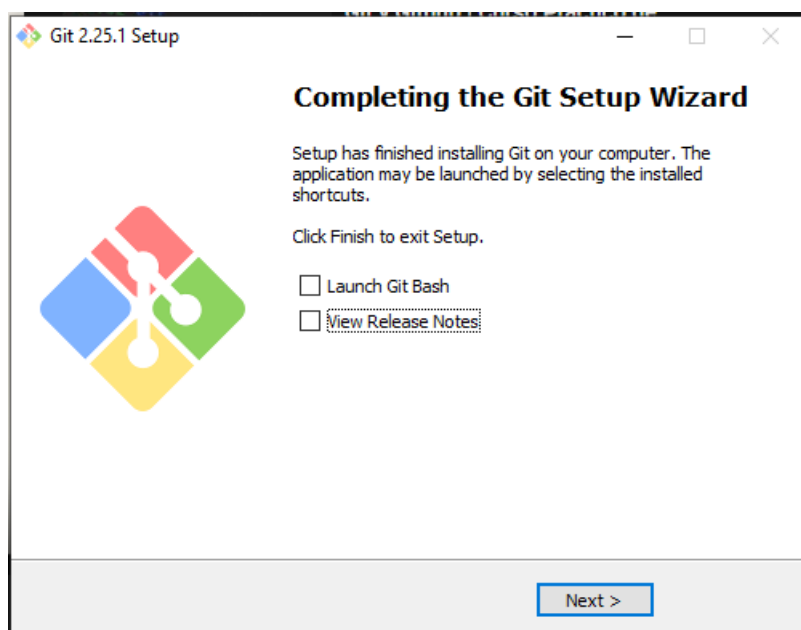 Git 2.25.1 Setup
Completing the Git Setup Wizard
Setup has finished installing Git on your computer. The
application may be launched by selecting the installed
shortcuts.
Click Finish to exit Setup.
Launch Git Bash
View Release Notes
Next >